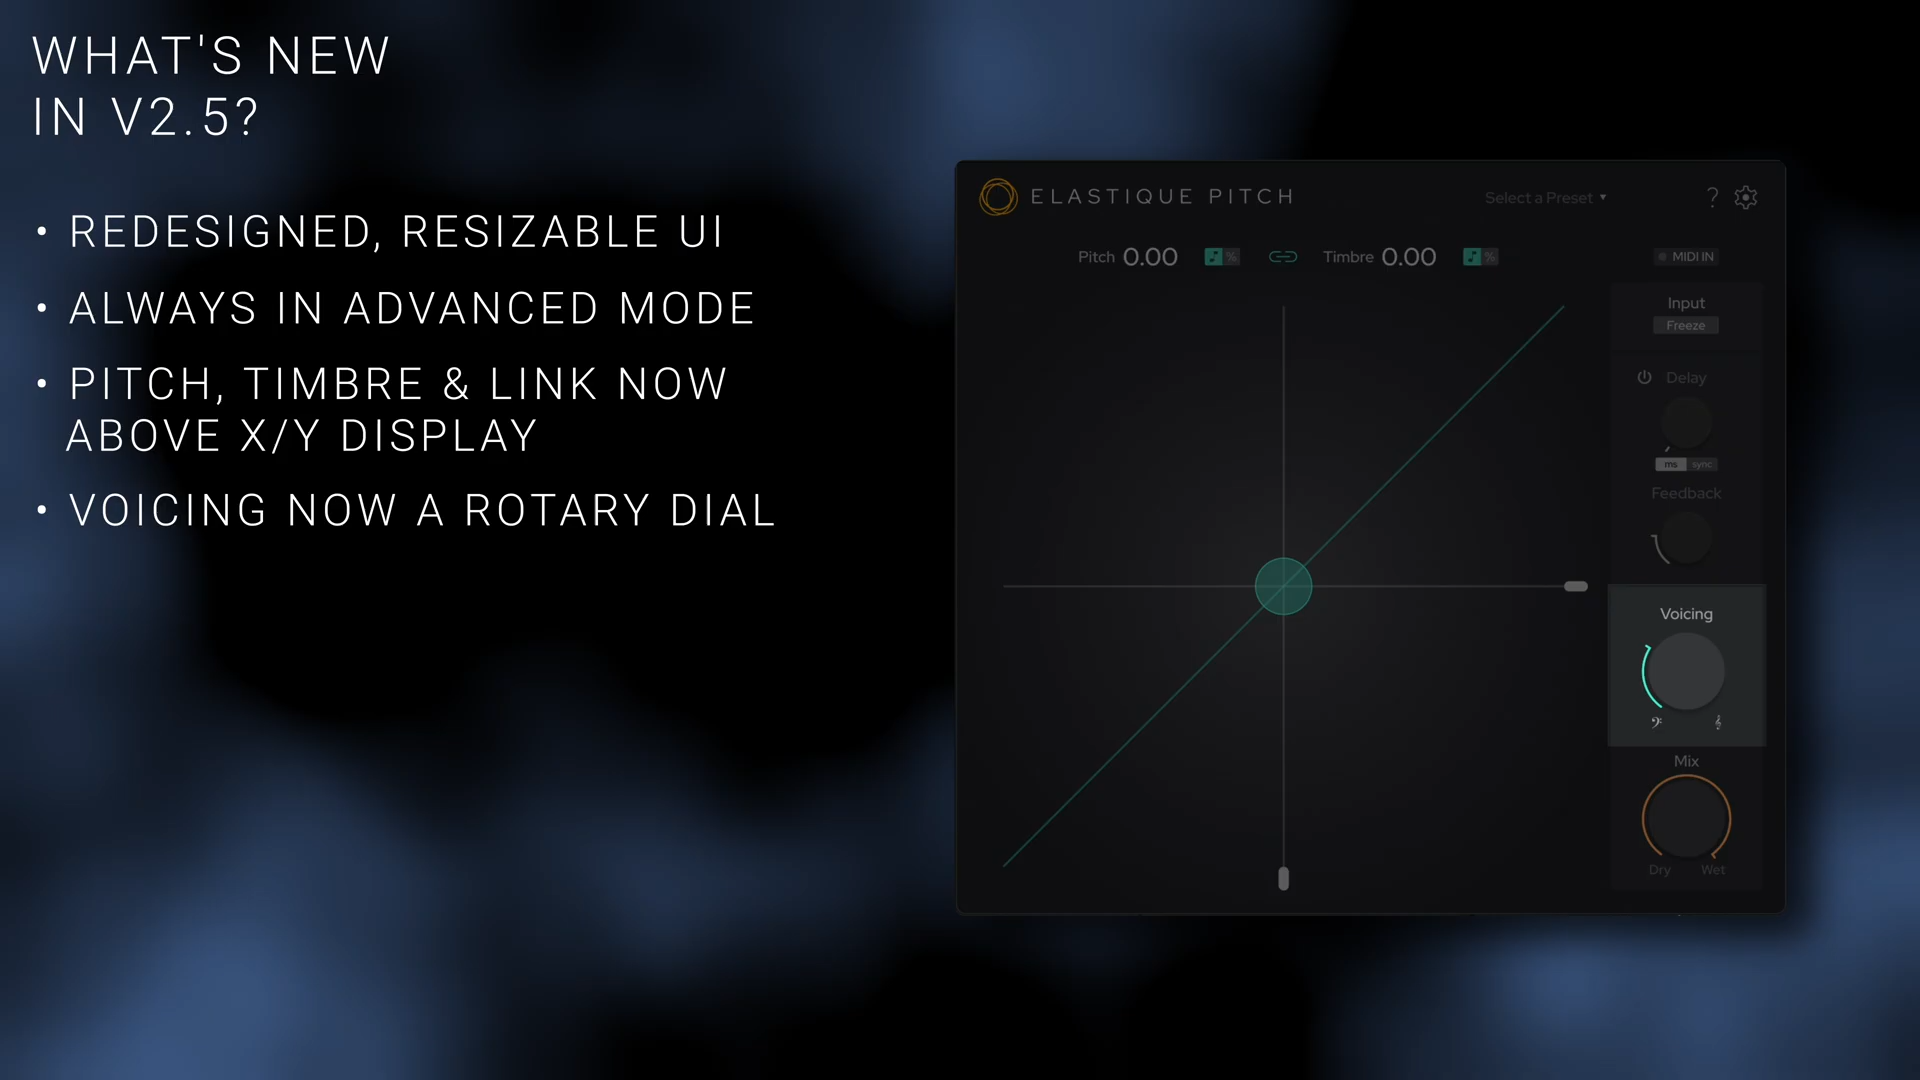 WHAT'S NEW
IN V2.5?
• REDESIGNED, RESIZABLE UI
• ALWAYS IN ADVANCED MODE
• PITCH, TIMBRE & LINK NOW
ABOVE X/Y DISPLAY
• VOICING NOW A ROTARY DIAL
ELASTIQUE PITCH
Select a Preset
?
Pitch 0.00 %
Timbre 0.00 %
MIDI IN
Input
Freeze
Delay
ms sync
Feedback
Voicing
Mix
Dry Wet